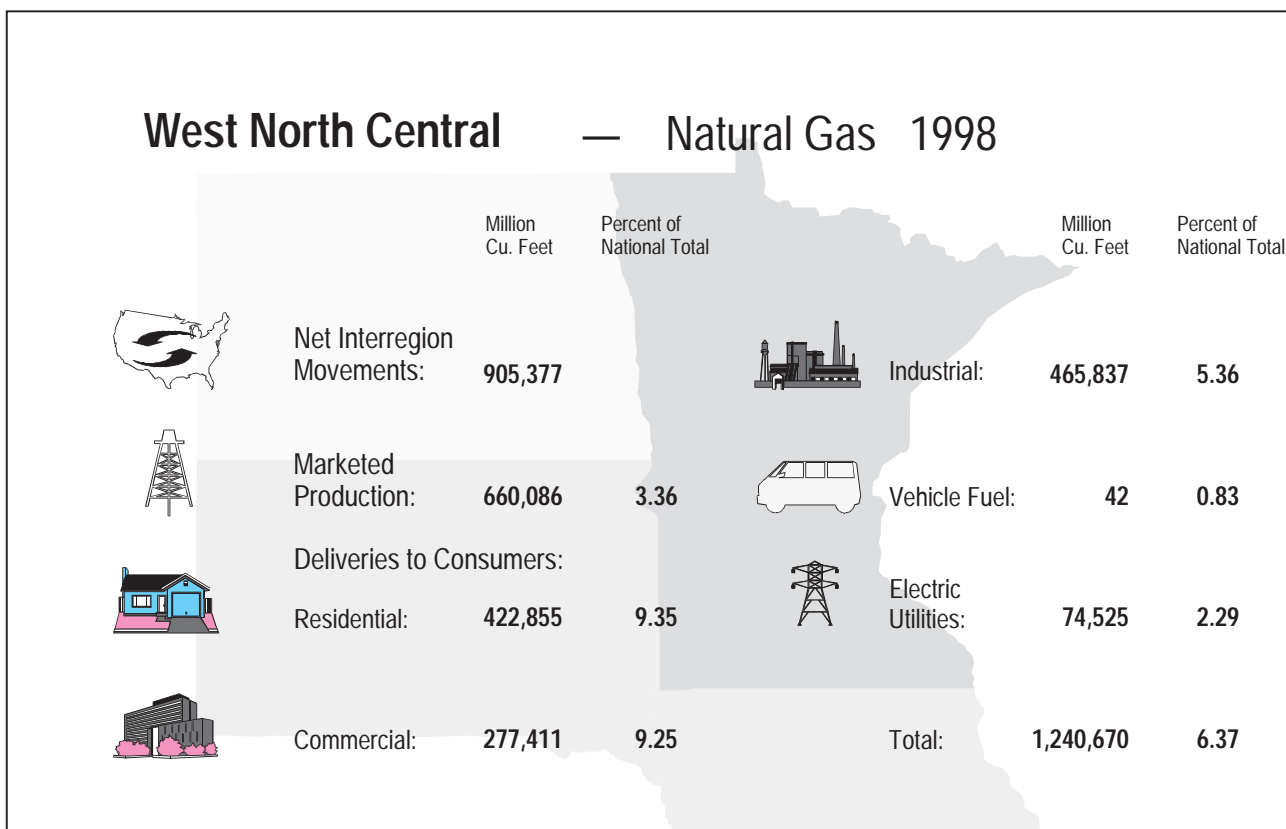 West North Central — Natural Gas 1998
Million
Cu. Feet
Percent of
National Total
Net Interregion
Movements: 905,377
Marketed
Production: 660,086 3.36
Deliveries to Consumers:
Residential: 422,855 9.35
Commercial: 277,411 9.25
Million
Cu. Feet
Percent of
National Total
Industrial: 465,837 5.36
Vehicle Fuel: 42 0.83
Electric
Utilities: 74,525 2.29
Total: 1,240,670 6.37